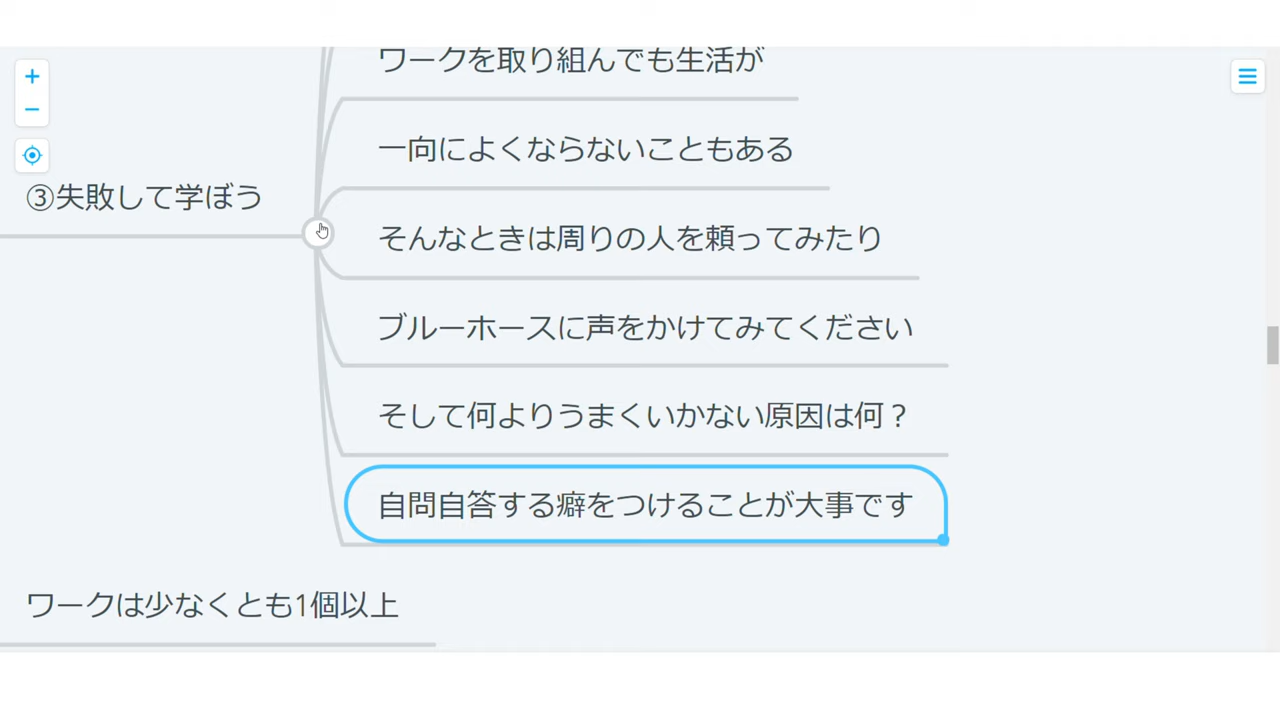 ワークを取り組んでも生活が
一向によくならないこともある
③失敗して学ぼう
そんなときは周りの人を頼ってみたり
ブルーホースに声をかけてみてください
そして何よりうまくいかない原因は何？
自問自答する癖をつけることが大事です
ワークは少なくとも1個以上